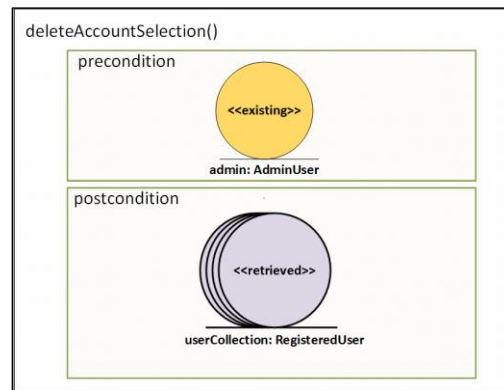 deleteAccountSelection()
precondition
<<existing>>
admin: AdminUser
postcondition
<<retrieved>>
userCollection: RegisteredUser